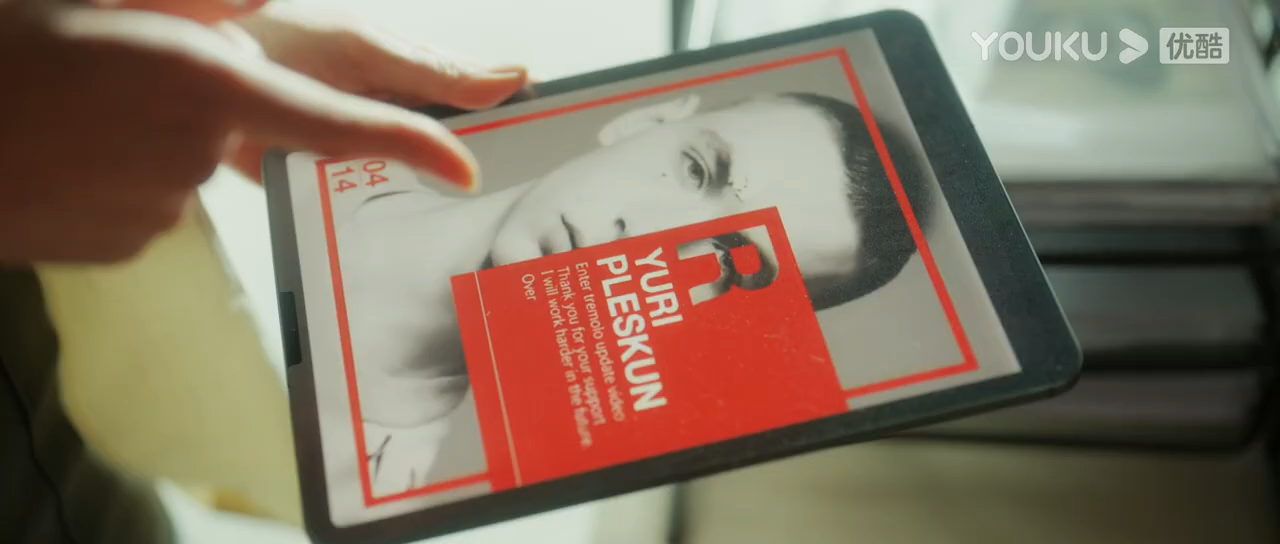 YOUKU 优酷
04
14
R
YURI
PLESKUN
Enter tremolo update video
Thank you for your support
I will work harder in the future.
Over